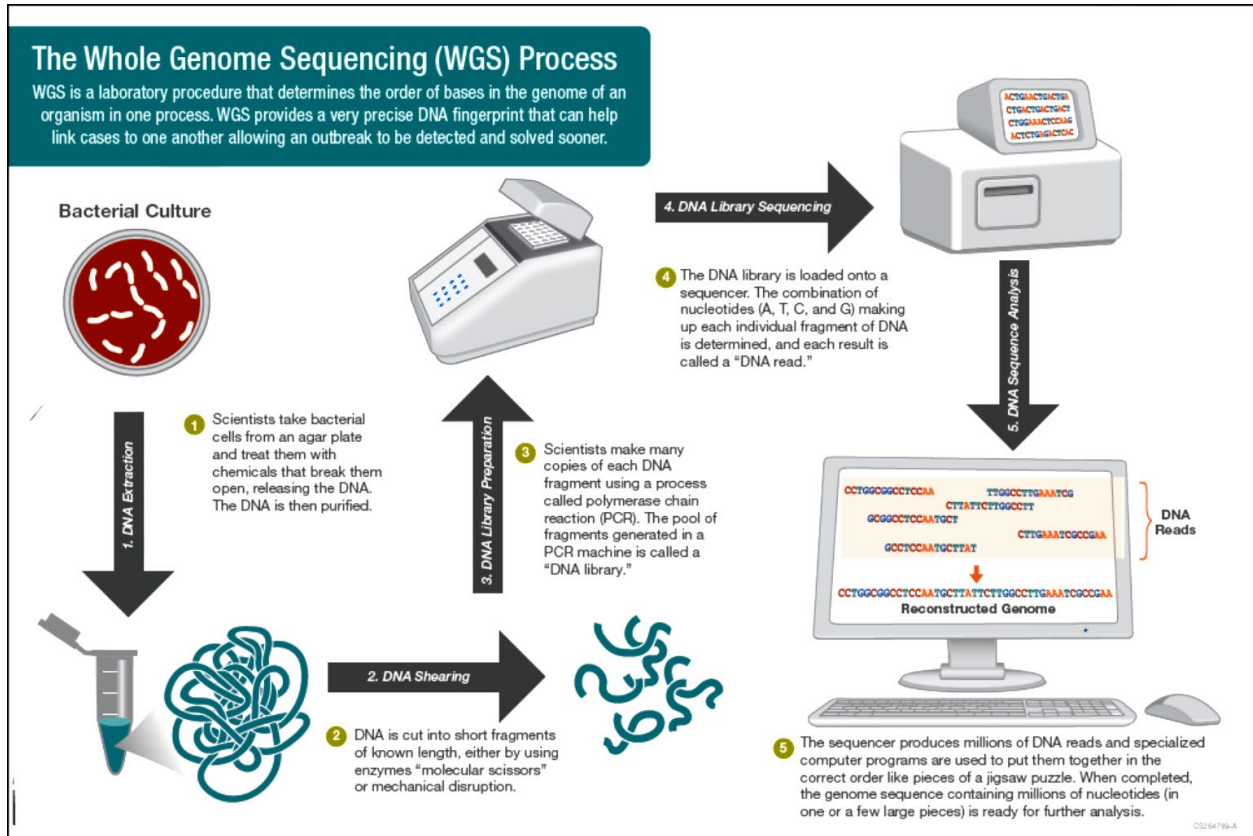 The Whole Genome Sequencing (WGS) Process
WGS is a laboratory procedure that determines the order of bases in the genome of an
organism in one process. WGS provides a very precise DNA fingerprint that can help
link cases to one another allowing an outbreak to be detected and solved sooner.
Bacterial Culture
1. DNA Extraction
1
Scientists take bacterial
cells from an agar plate
and treat them with
chemicals that break them
open, releasing the DNA.
The DNA is then purified.
2. DNA Shearing
2
DNA is cut into short fragments
of known length, either by using
enzymes “molecular scissors”
or mechanical disruption.
3. DNA Library Preparation
3
Scientists make many
copies of each DNA
fragment using a process
called polymerase chain
reaction (PCR). The pool of
fragments generated in a
PCR machine is called a
“DNA library.”
4. DNA Library Sequencing
4
The DNA library is loaded onto a
sequencer. The combination of
nucleotides (A, T, C, and G) making
up each individual fragment of DNA
is determined, and each result is
called a “DNA read.”
ACTGAACTGACTGA
CTGACTGACTGACT
CTGGAAACTCCAAG
ACTCTGAGACTCAC
5. DNA Sequence Analysis
CCTGGCGGCCTCCAA TTGGCCTTGAAATCG
CTTATTCTTGGCCTT
GCGGCCTCCAATGCT
CTTGAAATCGCCGAA
GCCTCCAATGCTTAT
DNA
Reads
CCTGGCGGCCTCCAATGCTTATTCTTGGCCTTGAAATCGCCGAA
Reconstructed Genome
5
The sequencer produces millions of DNA reads and specialized
computer programs are used to put them together in the
correct order like pieces of a jigsaw puzzle. When completed,
the genome sequence containing millions of nucleotides (in
one or a few large pieces) is ready for further analysis.